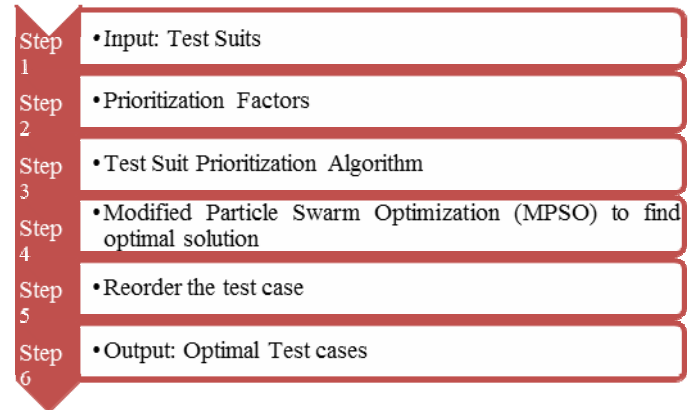 Step
1
•Input: Test Suits
Step
2
•Prioritization Factors
Step
3
•Test Suit Prioritization Algorithm
Step
4
•Modified Particle Swarm Optimization (MPSO) to find
optimal solution
Step
5
•Reorder the test case
Step
6
•Output: Optimal Test cases